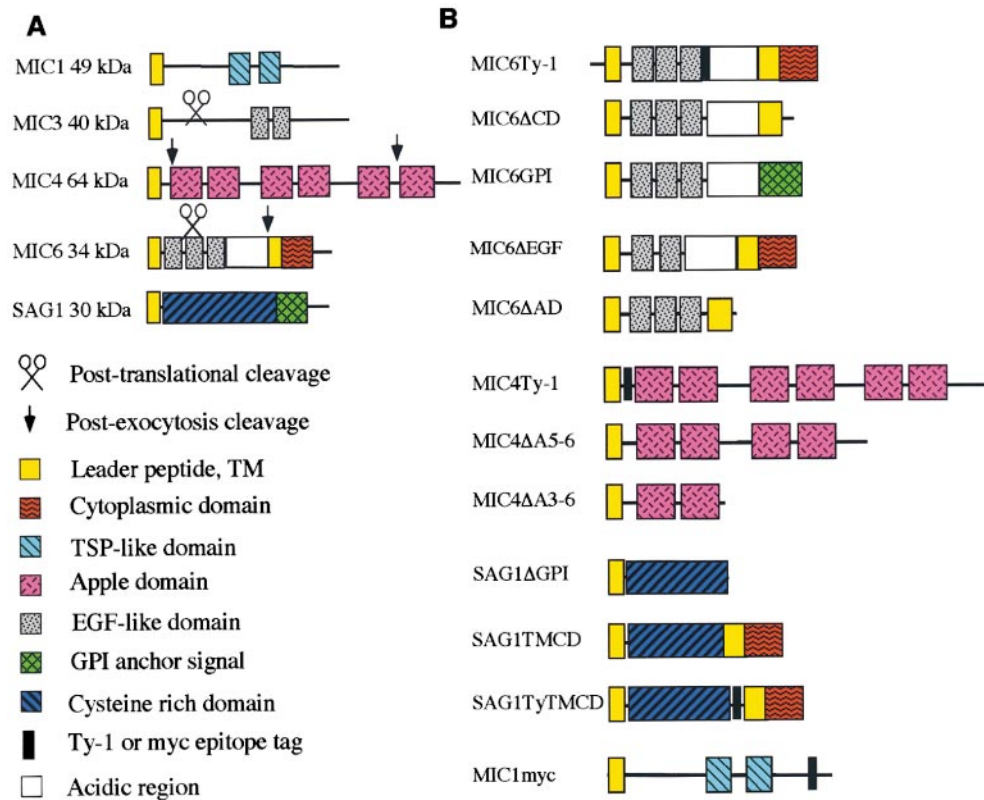 A
MIC1 49 kDa
MIC3 40 kDa
MIC4 64 kDa
MIC6 34 kDa
SAG1 30 kDa
Post-translational cleavage
Post-exocytosis cleavage
Leader peptide, TM
Cytoplasmic domain
TSP-like domain
Apple domain
EGF-like domain
GPI anchor signal
Cysteine rich domain
Ty-1 or myc epitope tag
Acidic region
B
MIC6Ty-1
MIC6ΔCD
MIC6GPI
MIC6ΔEGF
MIC6ΔAD
MIC4Ty-1
MIC4ΔA5-6
MIC4ΔA3-6
SAG1ΔGPI
SAG1TMCD
SAG1TyTMCD
MIC1myc